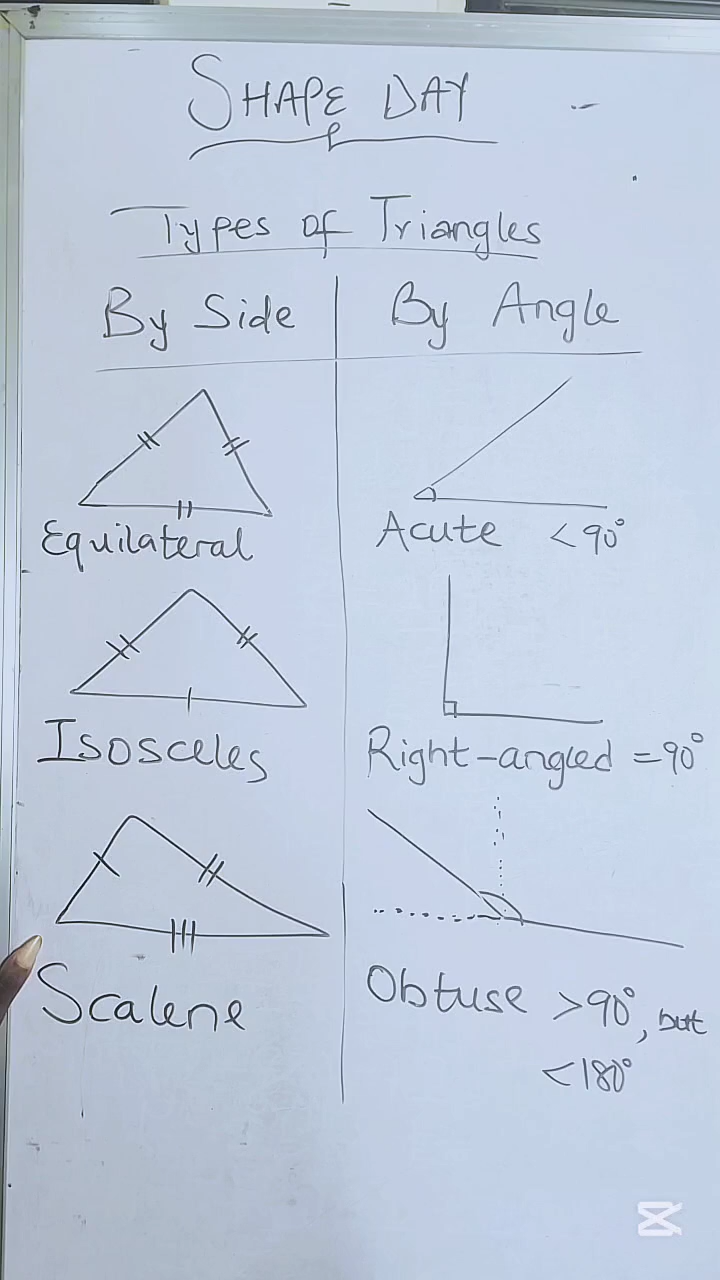 SHAPE DAY
Types of Triangles
By Side
By Angle
Equilateral
Acute <90°
Isosceles
Right-angled =90°
Scalene
Obtuse >90°, but
<180°